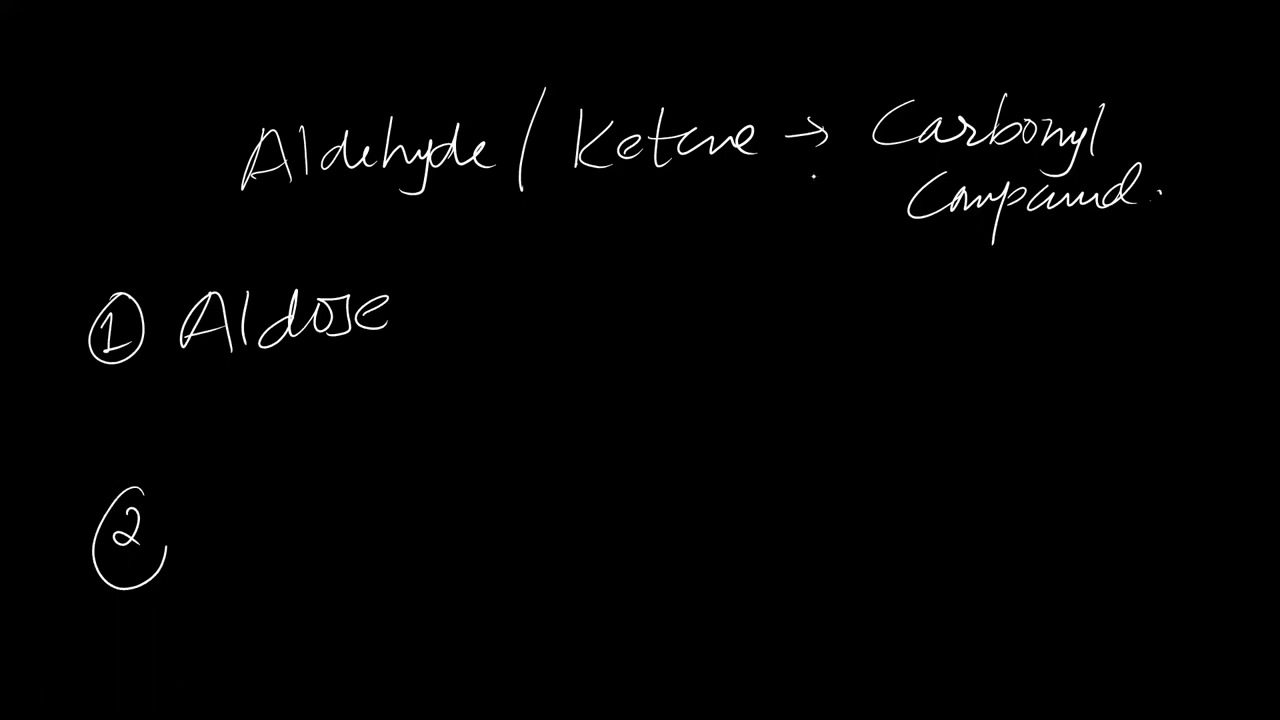 Aldehyde / Ketone → Carbonyl
Compound.
① Aldose
②